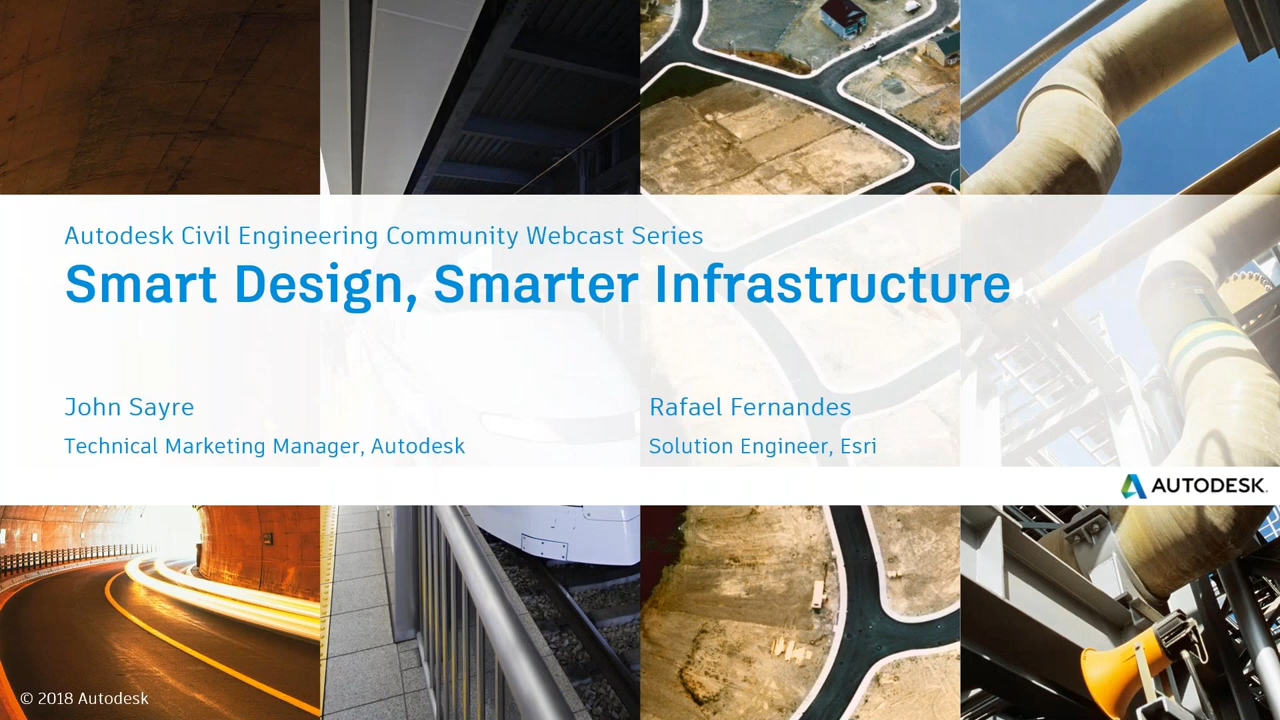 Autodesk Civil Engineering Community Webcast Series
Smart Design, Smarter Infrastructure
John Sayre
Technical Marketing Manager, Autodesk
Rafael Fernandes
Solution Engineer, Esri
AUTODESK.
© 2018 Autodesk